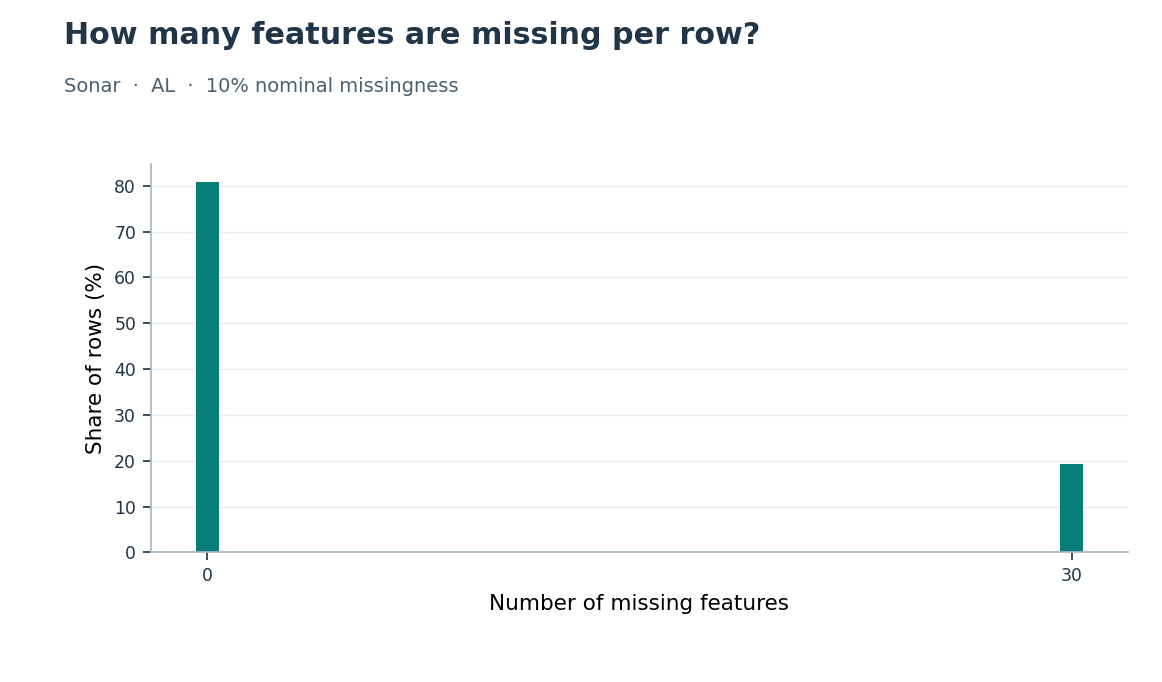 How many features are missing per row?
Sonar · AL · 10% nominal missingness
Share of rows (%)
80
70
60
50
40
30
20
10
0
0
30
Number of missing features